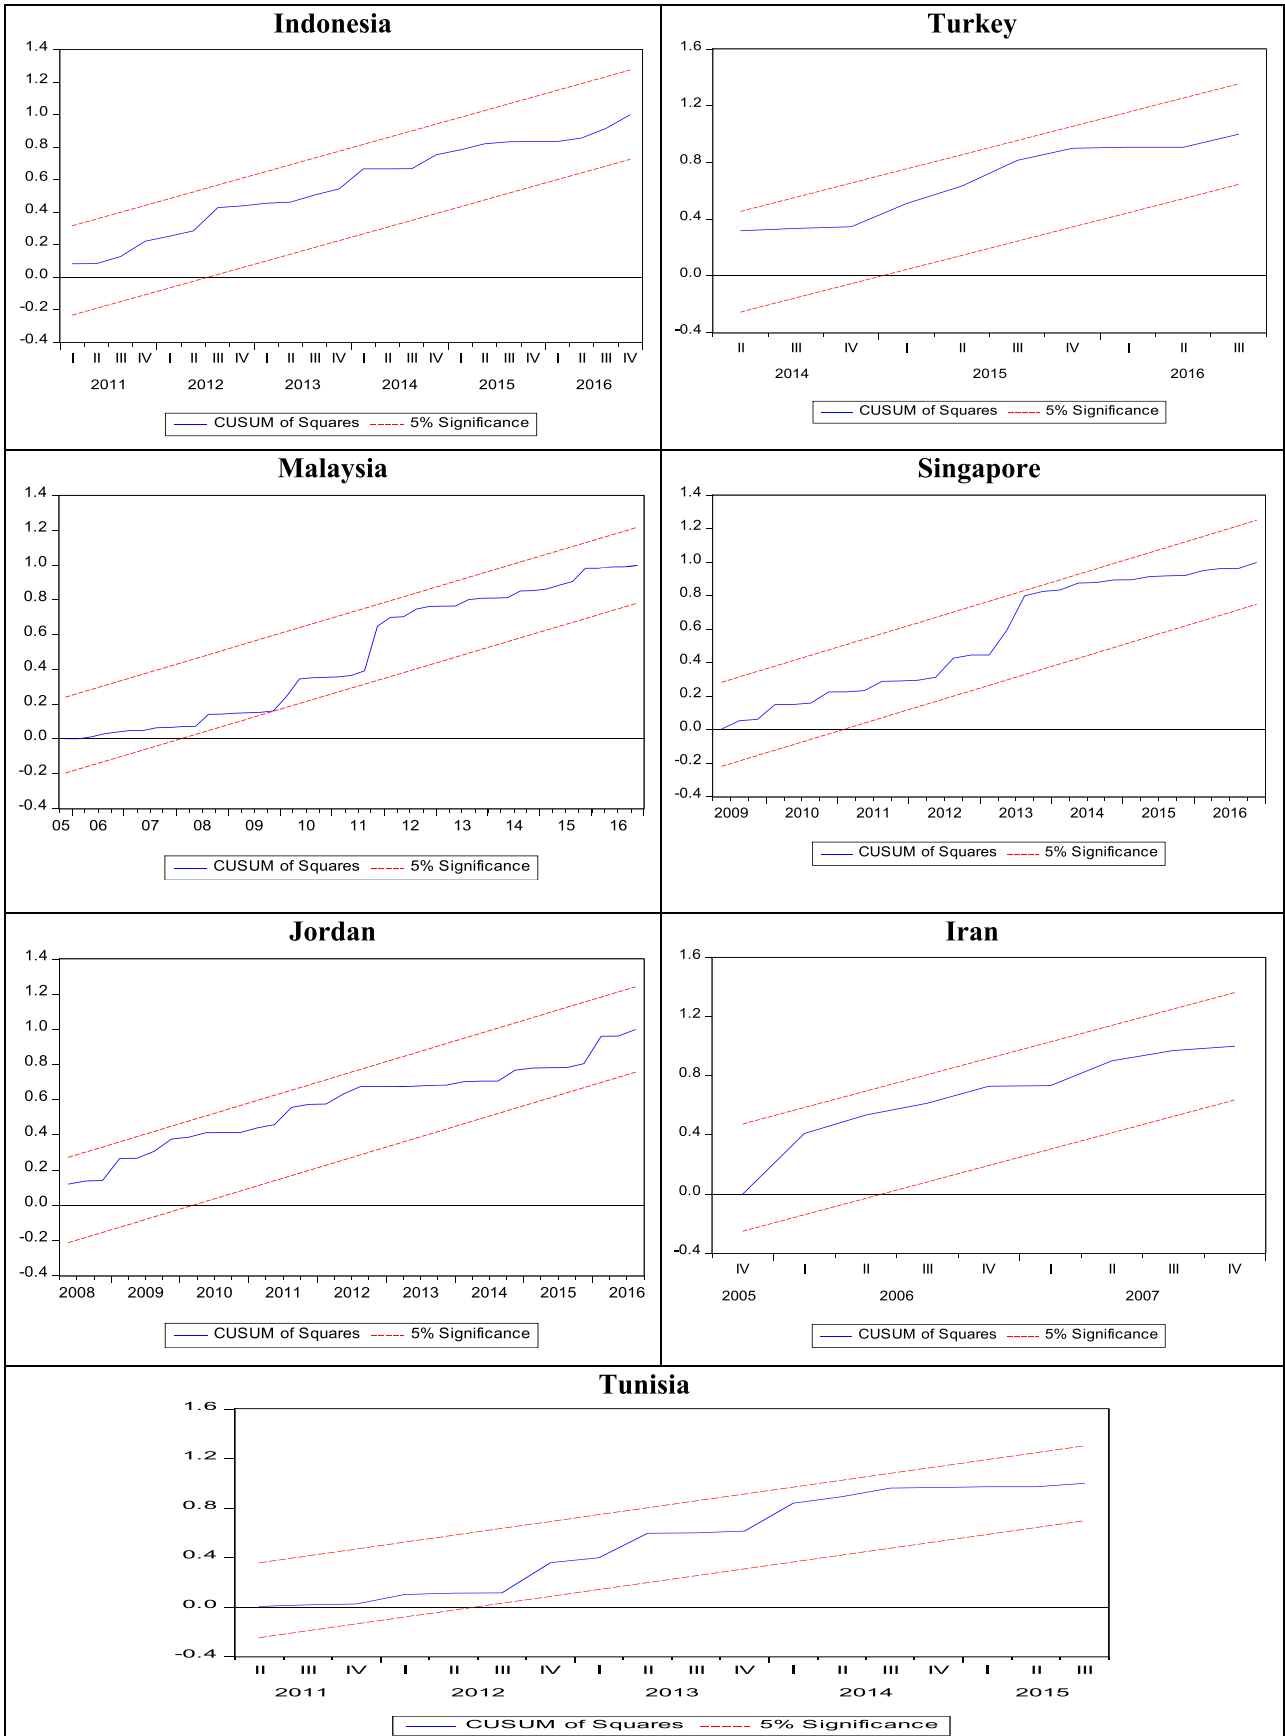 Indonesia
1.4
1.2
1.0
0.8
0.6
0.4
0.2
0.0
-0.2
-0.4
I II III IV I II III IV I II III IV I II III IV I II III IV I II III IV
2011 2012 2013 2014 2015 2016
CUSUM of Squares 5% Significance
Turkey
1.6
1.2
0.8
0.4
0.0
-0.4
II III IV I II III IV I II III
2014 2015 2016
CUSUM of Squares 5% Significance
Malaysia
1.4
1.2
1.0
0.8
0.6
0.4
0.2
0.0
-0.2
-0.4
05 06 07 08 09 10 11 12 13 14 15 16
CUSUM of Squares 5% Significance
Singapore
1.4
1.2
1.0
0.8
0.6
0.4
0.2
0.0
-0.2
-0.4
2009 2010 2011 2012 2013 2014 2015 2016
CUSUM of Squares 5% Significance
Jordan
1.4
1.2
1.0
0.8
0.6
0.4
0.2
0.0
-0.2
-0.4
2008 2009 2010 2011 2012 2013 2014 2015 2016
CUSUM of Squares 5% Significance
Iran
1.6
1.2
0.8
0.4
0.0
-0.4
IV I II III IV I II III IV
2005 2006 2007
CUSUM of Squares 5% Significance
Tunisia
1.6
1.2
0.8
0.4
0.0
-0.4
II III IV I II III IV I II III IV I II III IV I II III
2011 2012 2013 2014 2015
CUSUM of Squares 5% Significance